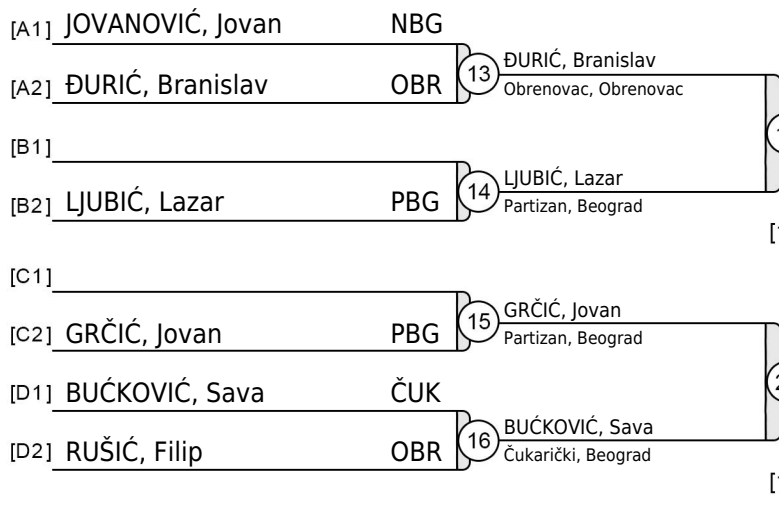 [A1] JOVANOVIĆ, Jovan NBG
[A2] ĐURIĆ, Branislav OBR
13 ĐURIĆ, Branislav
Obrenovac, Obrenovac
[B1]
[B2] LJUBIĆ, Lazar PBG
14 LJUBIĆ, Lazar
Partizan, Beograd
[C1]
[C2] GRČIĆ, Jovan PBG
15 GRČIĆ, Jovan
Partizan, Beograd
[D1] BUĆKOVIĆ, Sava ČUK
[D2] RUŠIĆ, Filip OBR
16 BUĆKOVIĆ, Sava
Čukarički, Beograd